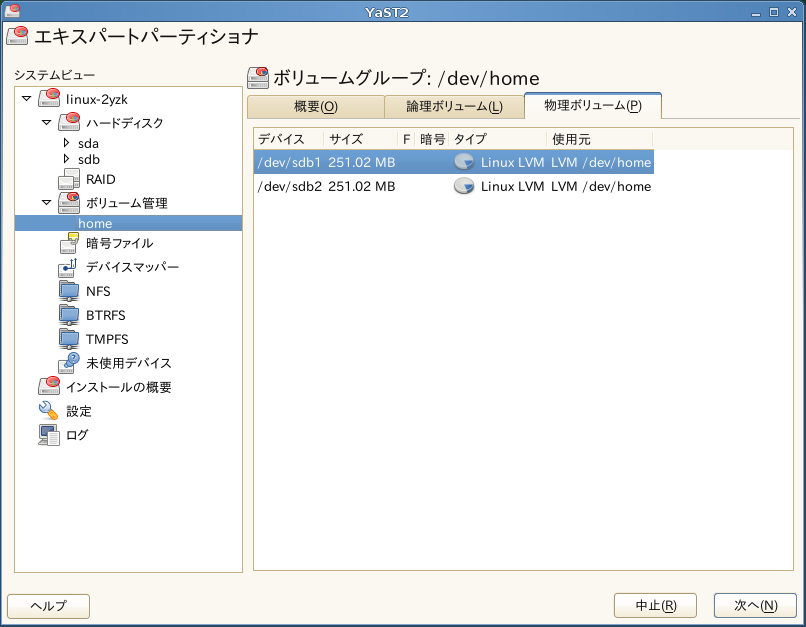 YaST2
エキスパートパーティショナ
システムビュー
linux-2yzk
ハードディスク
sda
sdb
RAID
ボリューム管理
home
暗号ファイル
デバイスマッパー
NFS
BTRFS
TMPFS
未使用デバイス
インストールの概要
設定
ログ
ボリュームグループ: /dev/home
概要(O) 論理ボリューム(L) 物理ボリューム(P)
デバイス サイズ F 暗号 タイプ 使用元
/dev/sdb1 251.02 MB Linux LVM LVM /dev/home
/dev/sdb2 251.02 MB Linux LVM LVM /dev/home
ヘルプ 中止(R) 次へ(N)